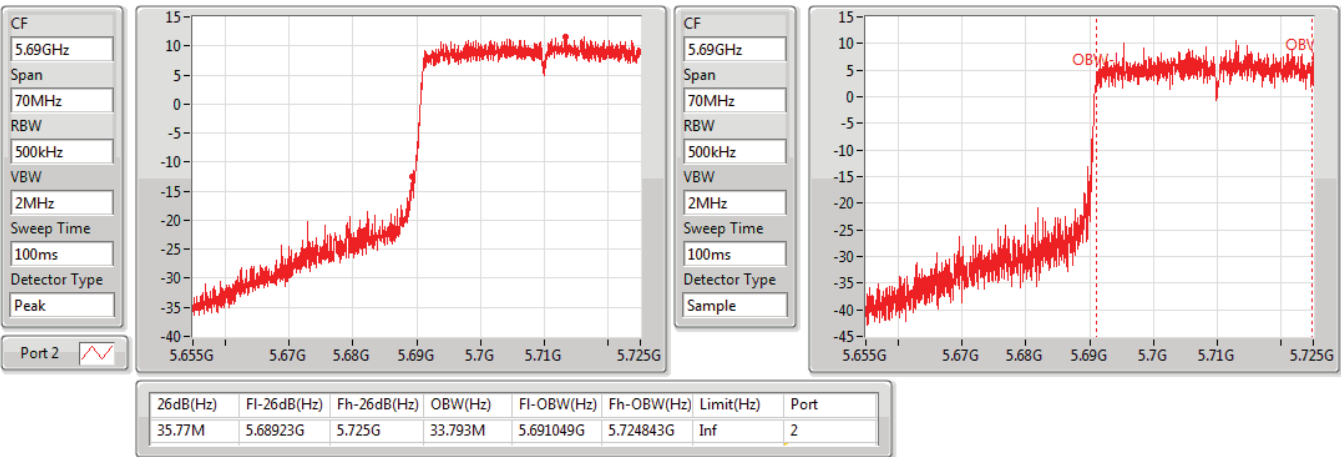 CF
5.69GHz
Span
70MHz
RBW
500kHz
VBW
2MHz
Sweep Time
100ms
Detector Type
Peak
Port 2
15
10
5
0
-5
-10
-15
-20
-25
-30
-35
-40
5.655G 5.67G 5.68G 5.69G 5.7G 5.71G 5.725G
CF
5.69GHz
Span
70MHz
RBW
500kHz
VBW
2MHz
Sweep Time
100ms
Detector Type
Sample
15
10
5
0
-5
-10
-15
-20
-25
-30
-35
-40
-45
OBW
OBV
5.655G 5.67G 5.68G 5.69G 5.7G 5.71G 5.725G
26dB(Hz) Fl-26dB(Hz) Fh-26dB(Hz) OBW(Hz) Fl-OBW(Hz) Fh-OBW(Hz) Limit(Hz) Port
35.77M 5.68923G 5.725G 33.793M 5.691049G 5.724843G Inf 2